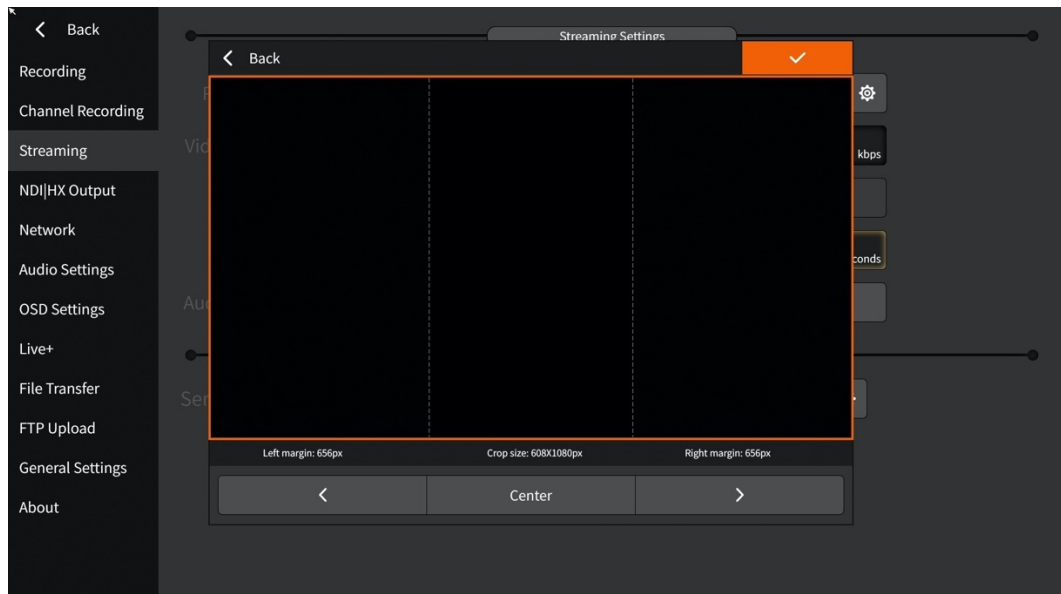 Back
Recording
Channel Recording
Streaming
NDI|HX Output
Network
Audio Settings
OSD Settings
Live+
File Transfer
FTP Upload
General Settings
About
Streaming Settings
Back
kbps
Left margin: 656px
Crop size: 608X1080px
Right margin: 656px
Center